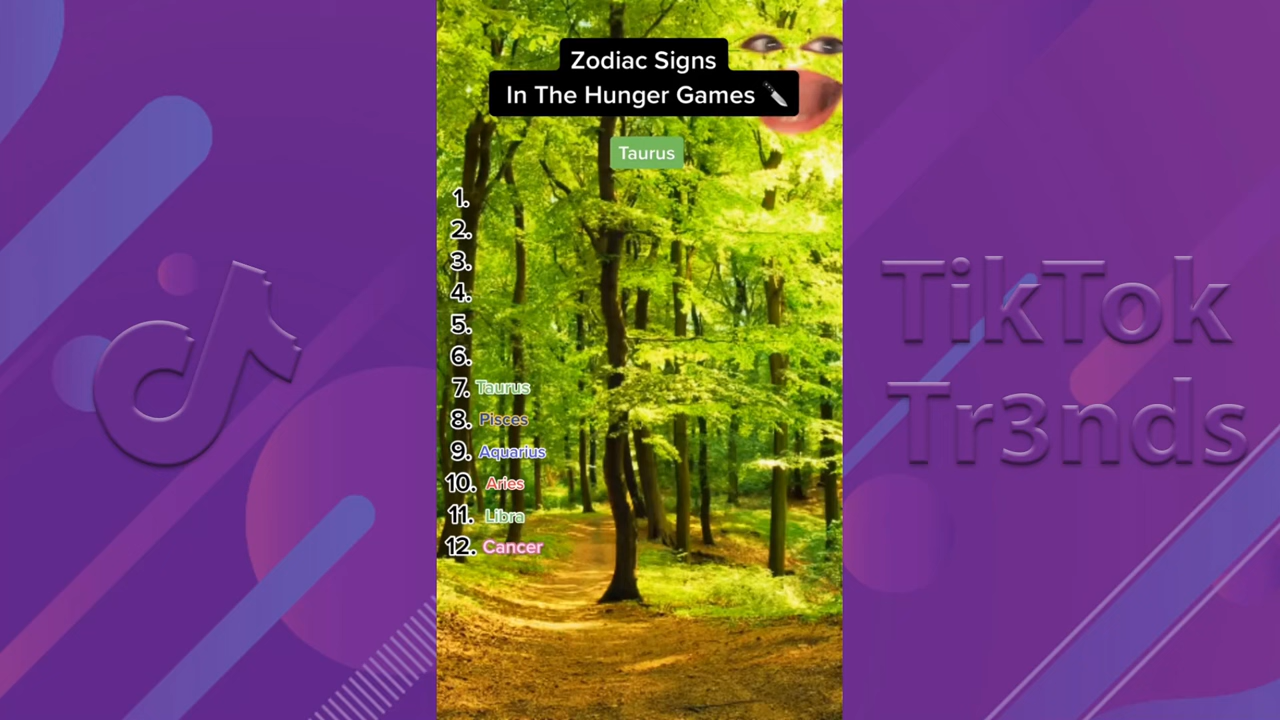 Zodiac Signs
In The Hunger Games 🔪
Taurus
1.
2.
3.
4.
5.
6.
7. Taurus
8. Pisces
9. Aquarius
10. Aries
11. Libra
12. Cancer
TikTok
Tr3nds